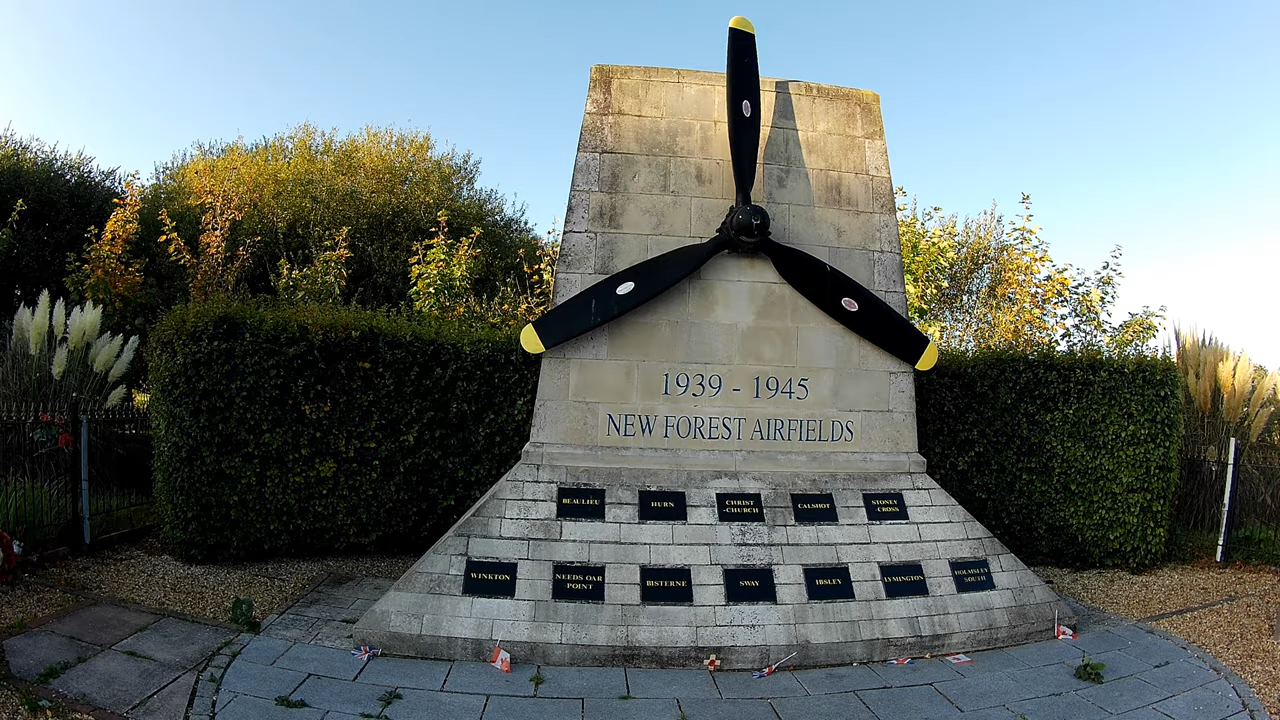 1939 - 1945
NEW FOREST AIRFIELDS
BEAULIEU
HURN
CHRIST
-CHURCH
CALSHOT
STONEY
-CROSS
WINKTON
NEEDS OAR
POINT
BISTERNE
SWAY
IBSLEY
LYMINGTON
HOLMSLEY
SOUTH